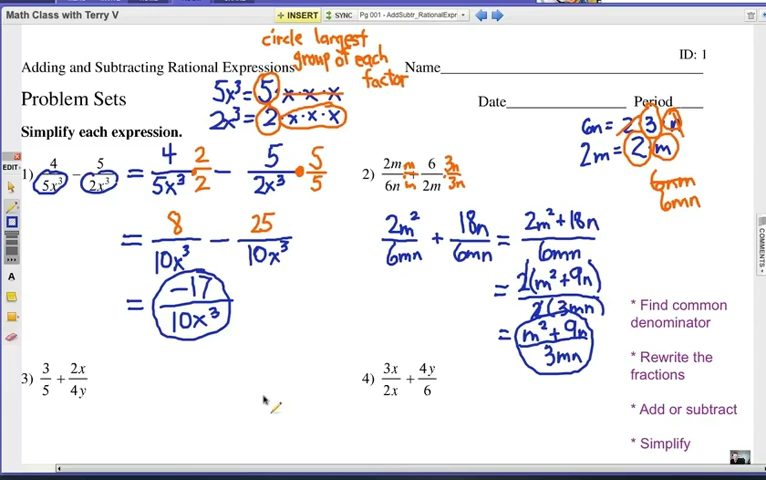 Math Class with Terry V
INSERT
SYNC
Pg 001 - AddSubtr_RationalExpr
circle largest
group of each
factor
ID: 1
Adding and Subtracting Rational Expressions
Name
5x³ = 5 · x · x · x
2x³ = 2 · x · x · x
Problem Sets
Date
Period
Simplify each expression.
6n = 2 · 3 · n
2m = 2 · m
6nm
6mn
EDIT
1) 4/5x³ − 5/2x³ = 4/5x³ · 2/2 − 5/2x³ · 5/5
= 8/10x³ − 25/10x³
= −17/10x³
2) 2m/6n · m/m + 6/2m · 3n/3n
2m²/6mn + 18n/6mn = 2m² + 18n/6mn
= 2(m² + 9n)/2(3mn)
= m² + 9n/3mn
3) 3/5 + 2x/4y
4) 3x/2x + 4y/6
* Find common
denominator
* Rewrite the
fractions
* Add or subtract
* Simplify
COMMENTS